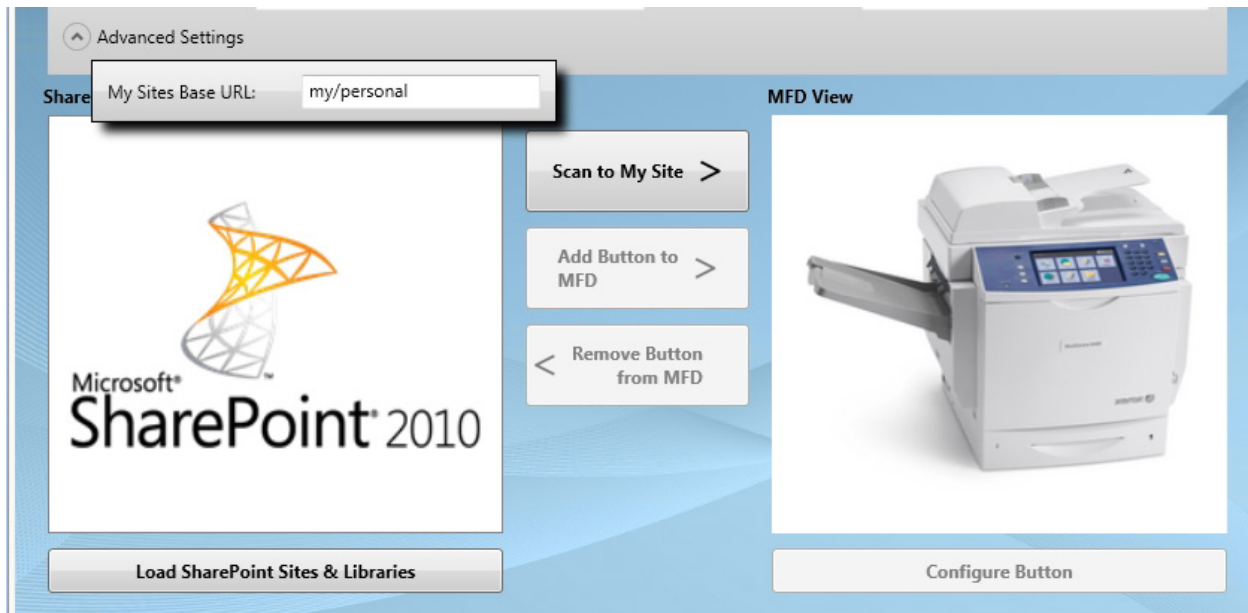 Advanced Settings
My Sites Base URL: my/personal
Share
MFD View
Scan to My Site >
Add Button to >
MFD
< Remove Button
from MFD
Microsoft®
SharePoint® 2010
Load SharePoint Sites & Libraries
Configure Button